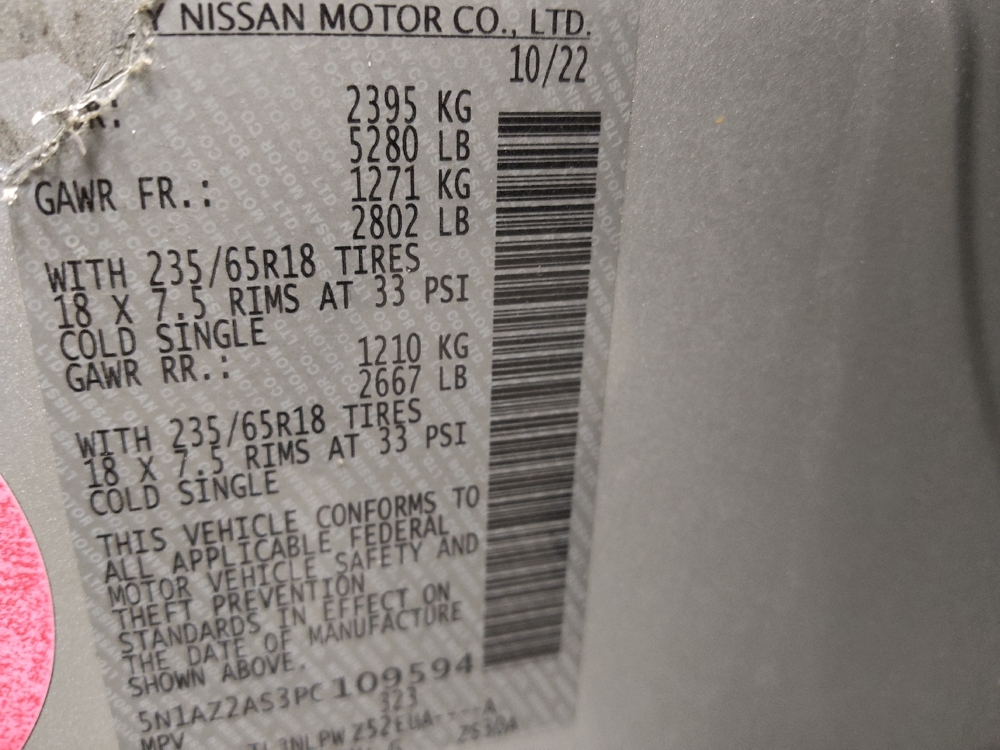 Y NISSAN MOTOR CO., LTD.
10/22
R: 2395 KG
5280 LB
GAWR FR.: 1271 KG
2802 LB
WITH 235/65R18 TIRES
18 X 7.5 RIMS AT 33 PSI
COLD SINGLE
GAWR RR.: 1210 KG
2667 LB
WITH 235/65R18 TIRES
18 X 7.5 RIMS AT 33 PSI
COLD SINGLE
THIS VEHICLE CONFORMS TO
ALL APPLICABLE FEDERAL
MOTOR VEHICLE SAFETY AND
THEFT PREVENTION
STANDARDS IN EFFECT ON
THE DATE OF MANUFACTURE
SHOWN ABOVE.
5N1AZ2AS3PC109594
323
MPV